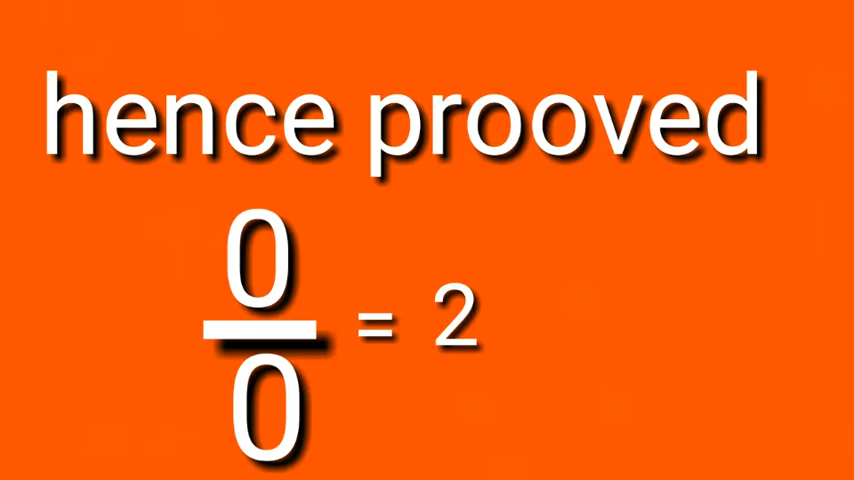 hence prooved
0
0
= 2